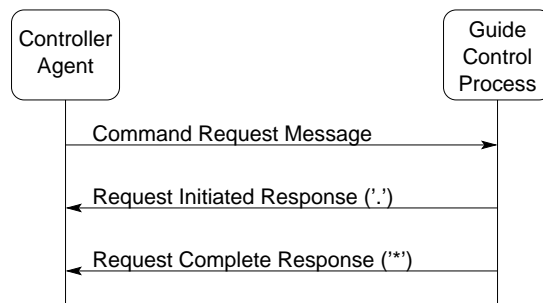 Controller
Agent
Guide
Control
Process
Command Request Message
Request Initiated Response ('.')
Request Complete Response ('*')